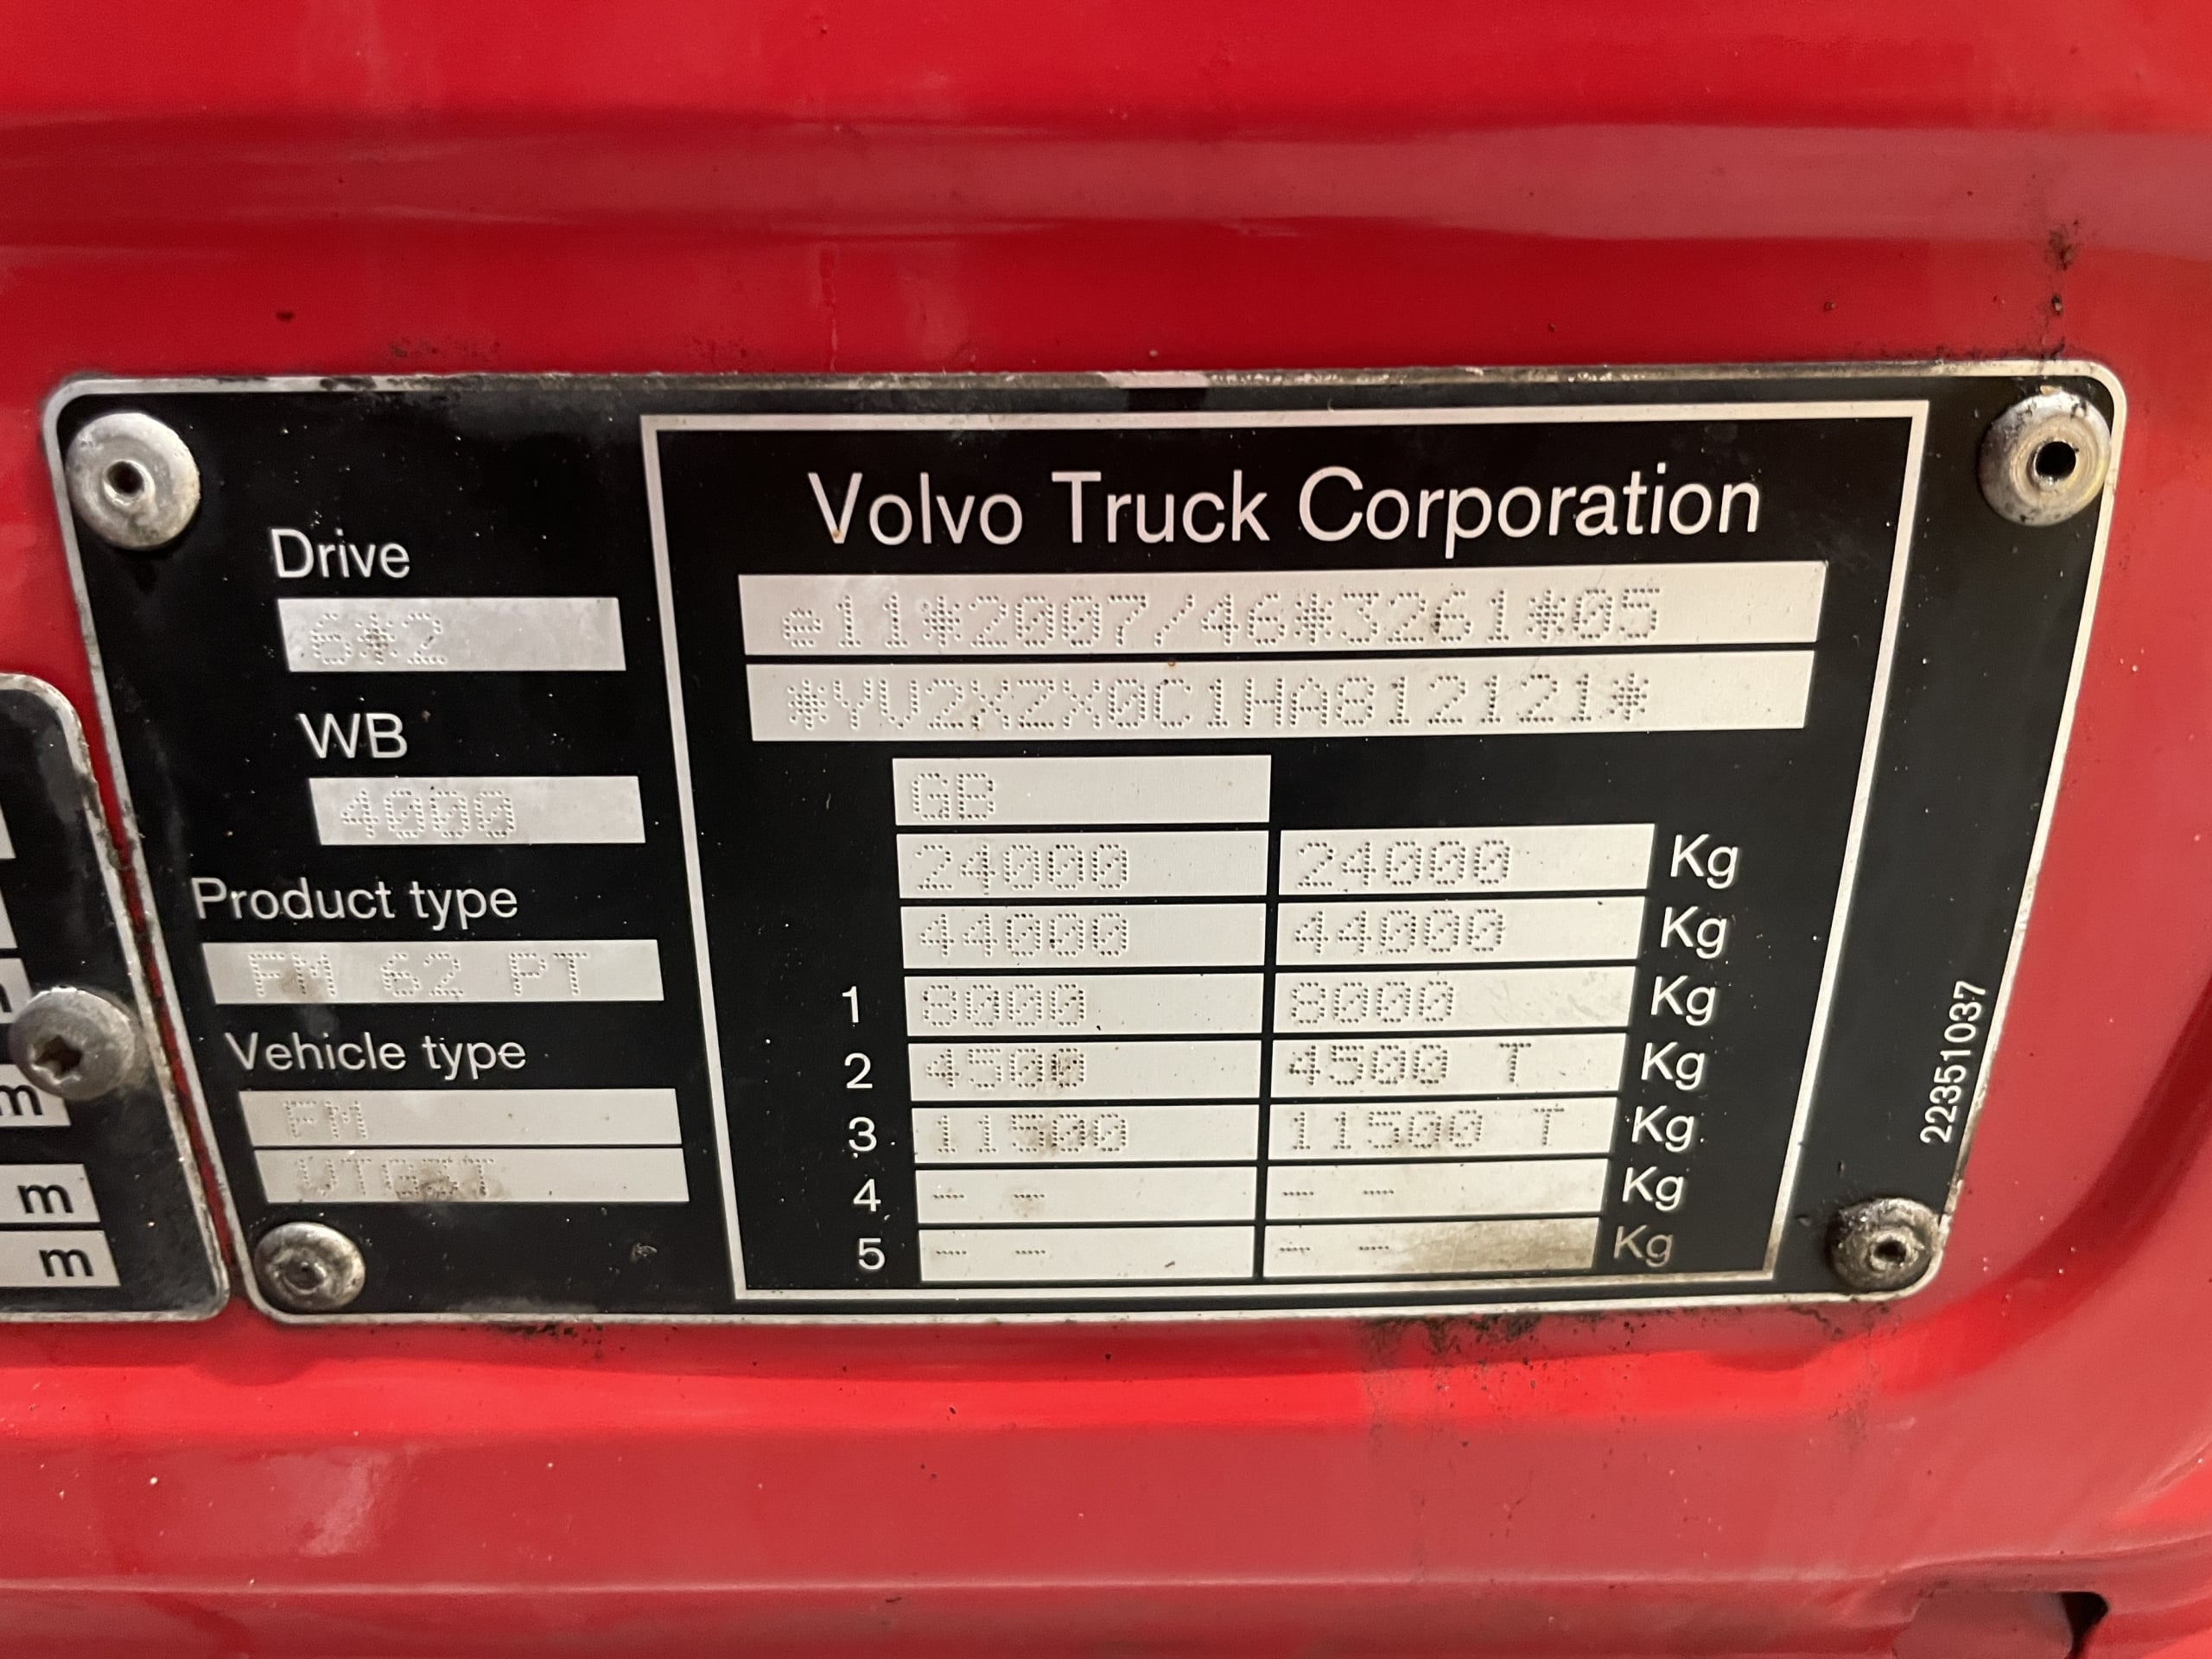 Volvo Truck Corporation
e11*2007/46*3261*05
*YV2XZX0C1HA812121*
GB
24000 24000 Kg
44000 44000 Kg
1 8000 8000 Kg
2 4500 4500 T Kg
3 11500 11500 T Kg
4 -- -- -- -- Kg
5 -- -- -- -- Kg
Drive
6*2
WB
4000
Product type
FM 62 PT
Vehicle type
FM
VTG3T
22351037
m
m
m